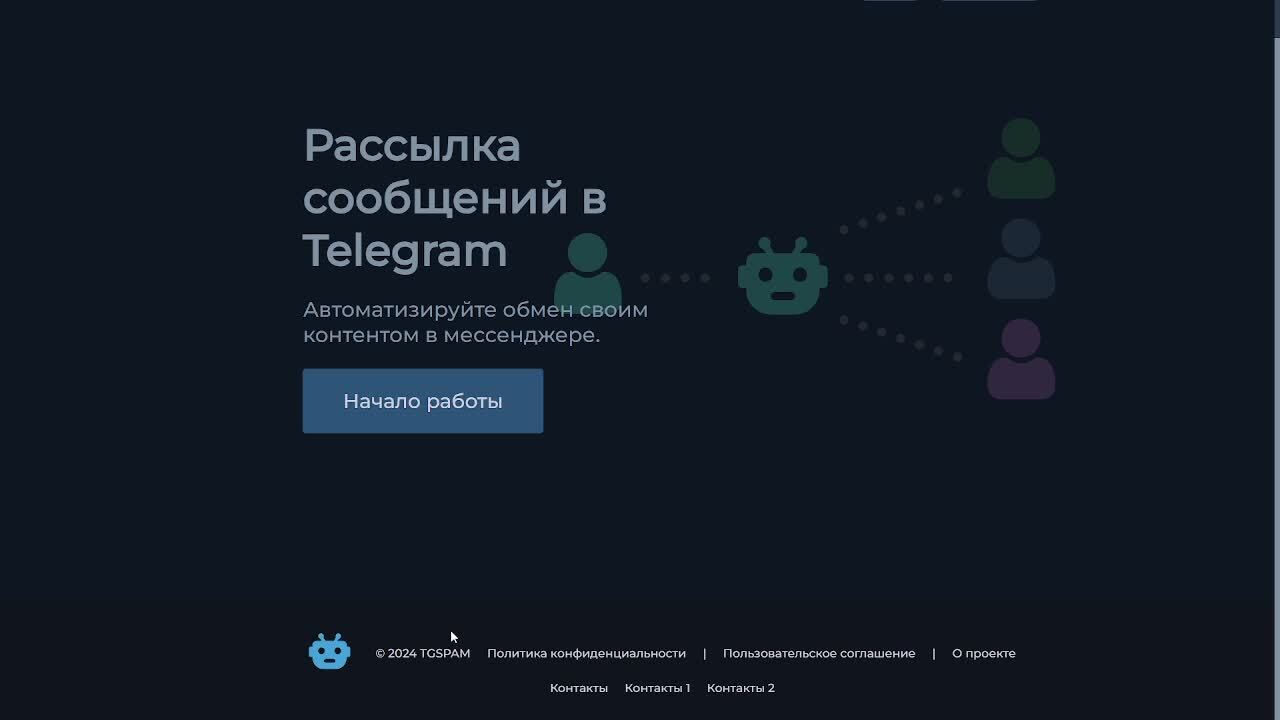 Рассылка
сообщений в
Telegram
Автоматизируйте обмен своим
контентом в мессенджере.
Начало работы
© 2024 TGSPAM Политика конфиденциальности | Пользовательское соглашение | О проекте
Контакты Контакты 1 Контакты 2